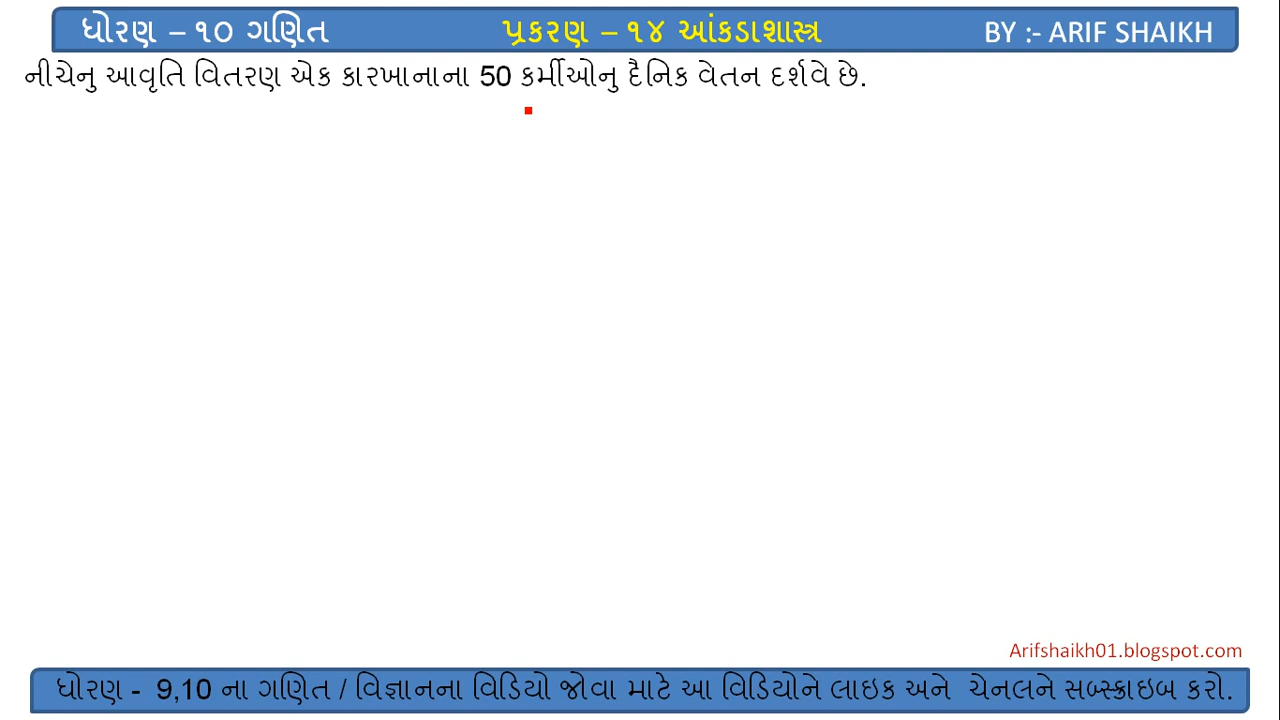 ધોરણ – ૧૦ ગણિત પ્રકરણ – ૧૪ આંકડાશાસ્ત્ર BY :- ARIF SHAIKH
નીચેનુ આવૃતિ વિતરણ એક કારખાનાના 50 કર્મીઓનુ દૈનિક વેતન દર્શવે છે.
Arifshaikh01.blogspot.com
ધોરણ - 9,10 ના ગણિત / વિજ્ઞાનના વિડિયો જોવા માટે આ વિડિયોને લાઇક અને ચેનલને સબ્સ્ક્રાઇબ કરો.